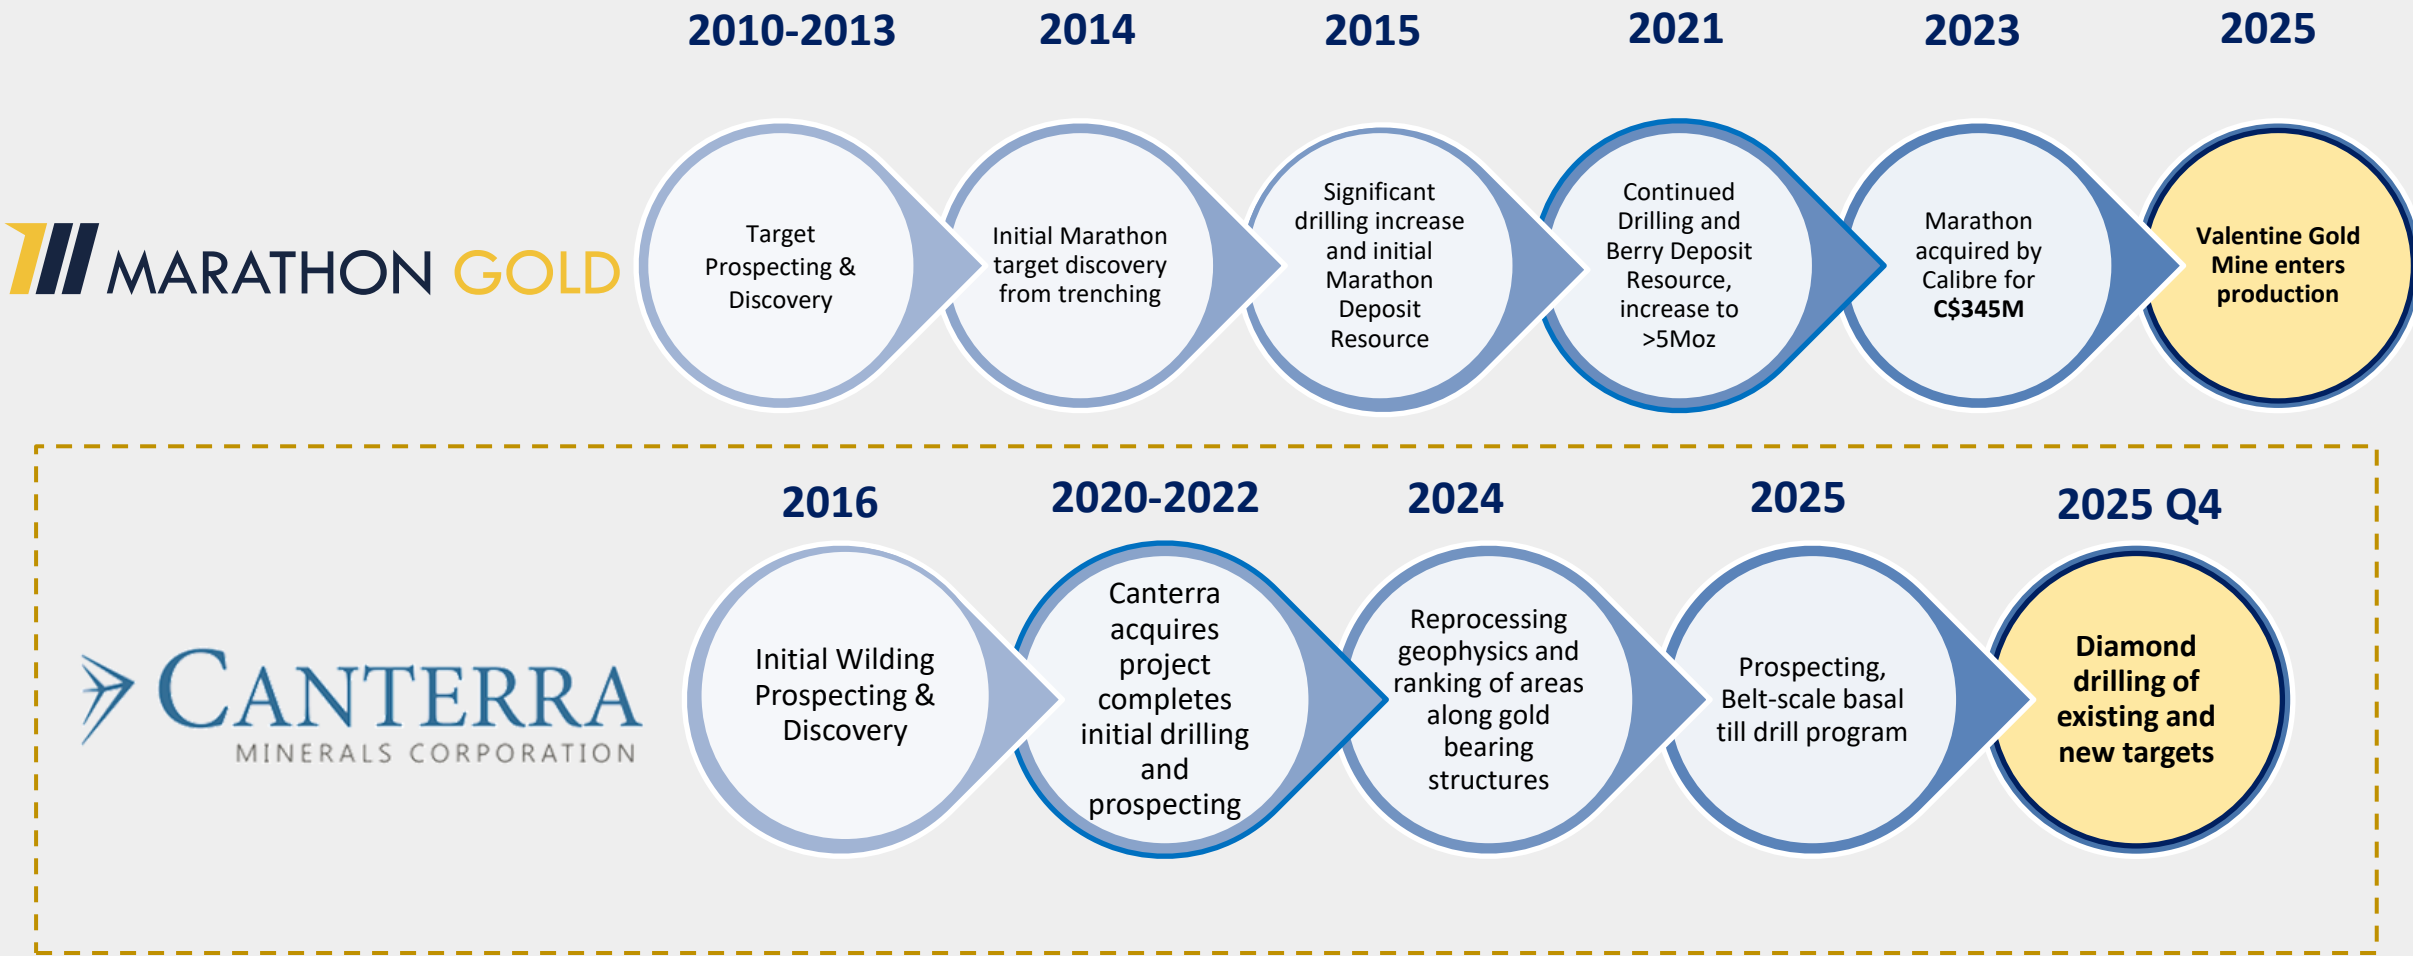 2010-2013
2014
2015
2021
2023
2025
MARATHON GOLD
Target
Prospecting &
Discovery
Initial Marathon
target discovery
from trenching
Significant
drilling increase
and initial
Marathon
Deposit
Resource
Continued
Drilling and
Berry Deposit
Resource,
increase to
>5Moz
Marathon
acquired by
Calibre for
C$345M
Valentine Gold
Mine enters
production
2016
2020-2022
2024
2025
2025 Q4
CANTERRA
MINERALS CORPORATION
Initial Wilding
Prospecting &
Discovery
Canterra
acquires
project
completes
initial drilling
and
prospecting
Reprocessing
geophysics and
ranking of areas
along gold
bearing
structures
Prospecting,
Belt-scale basal
till drill program
Diamond
drilling of
existing and
new targets